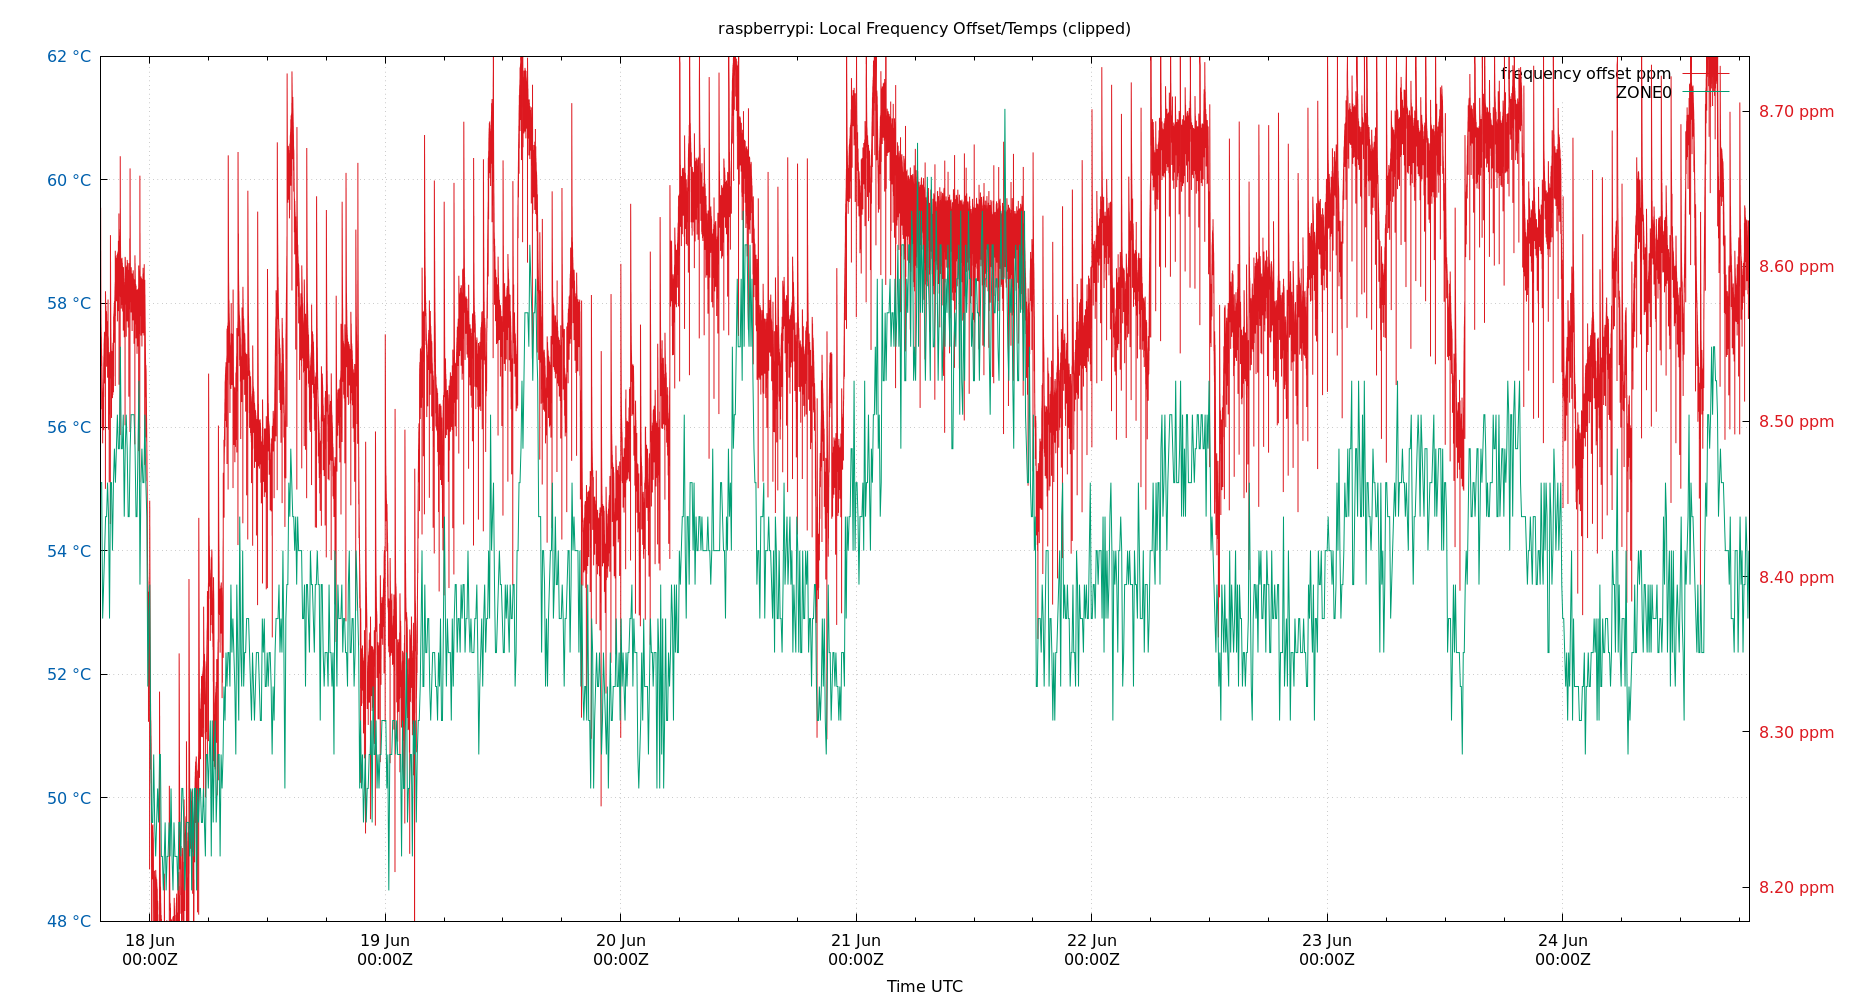 raspberrypi: Local Frequency Offset/Temps (clipped)
62 °C
frequency offset ppm
ZONE0
8.70 ppm
60 °C
8.60 ppm
58 °C
56 °C
8.50 ppm
54 °C
8.40 ppm
52 °C
8.30 ppm
50 °C
8.20 ppm
48 °C
18 Jun 19 Jun 20 Jun 21 Jun 22 Jun 23 Jun 24 Jun
00:00Z 00:00Z 00:00Z 00:00Z 00:00Z 00:00Z 00:00Z
Time UTC